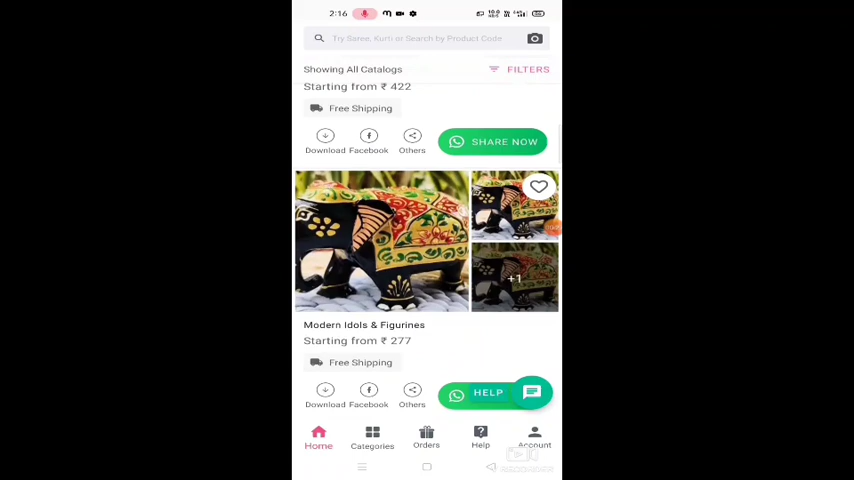 2:16
Try Saree, Kurti or Search by Product Code
Showing All Catalogs
FILTERS
Starting from ₹ 422
Free Shipping
Download Facebook Others
SHARE NOW
+1
Modern Idols & Figurines
Starting from ₹ 277
Free Shipping
HELP
Download Facebook Others
Home Categories Orders Help Account
RECORDER